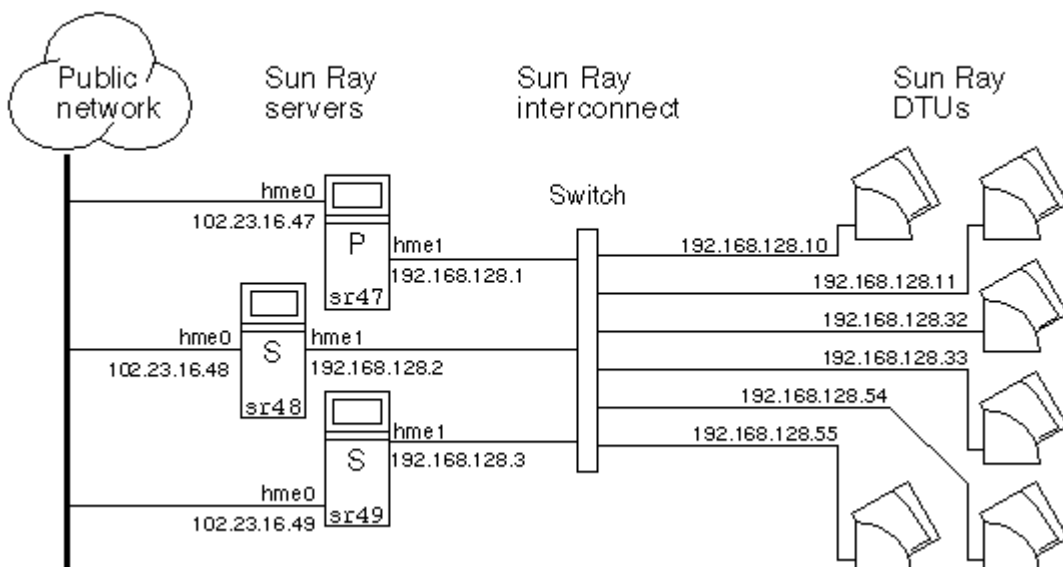 Public
network
Sun Ray
servers
Sun Ray
interconnect
Sun Ray
DTUs
Switch
hme0
102.23.16.47
P
sr47
hme1
192.168.128.1
hme0
102.23.16.48
S
sr48
hme1
192.168.128.2
hme0
102.23.16.49
S
sr49
hme1
192.168.128.3
192.168.128.10
192.168.128.11
192.168.128.32
192.168.128.33
192.168.128.54
192.168.128.55